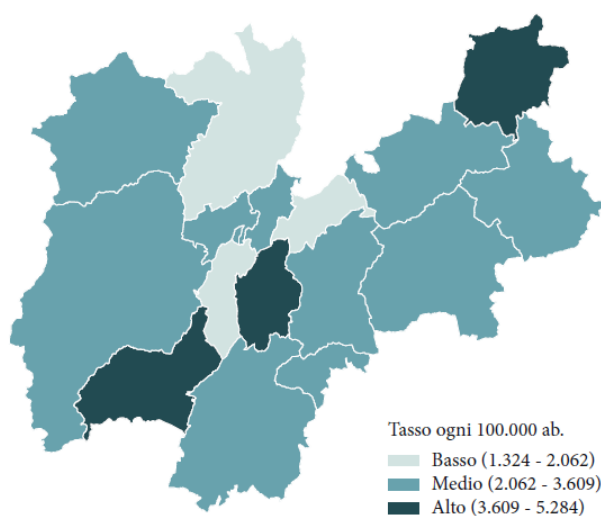 Tasso ogni 100.000 ab.
Basso (1.324 - 2.062)
Medio (2.062 - 3.609)
Alto (3.609 - 5.284)